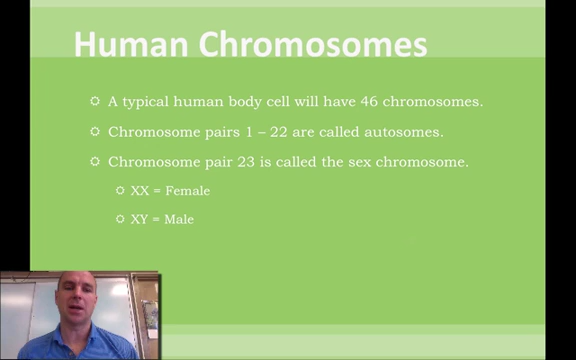 Human Chromosomes
A typical human body cell will have 46 chromosomes.
Chromosome pairs 1 – 22 are called autosomes.
Chromosome pair 23 is called the sex chromosome.
XX = Female
XY = Male